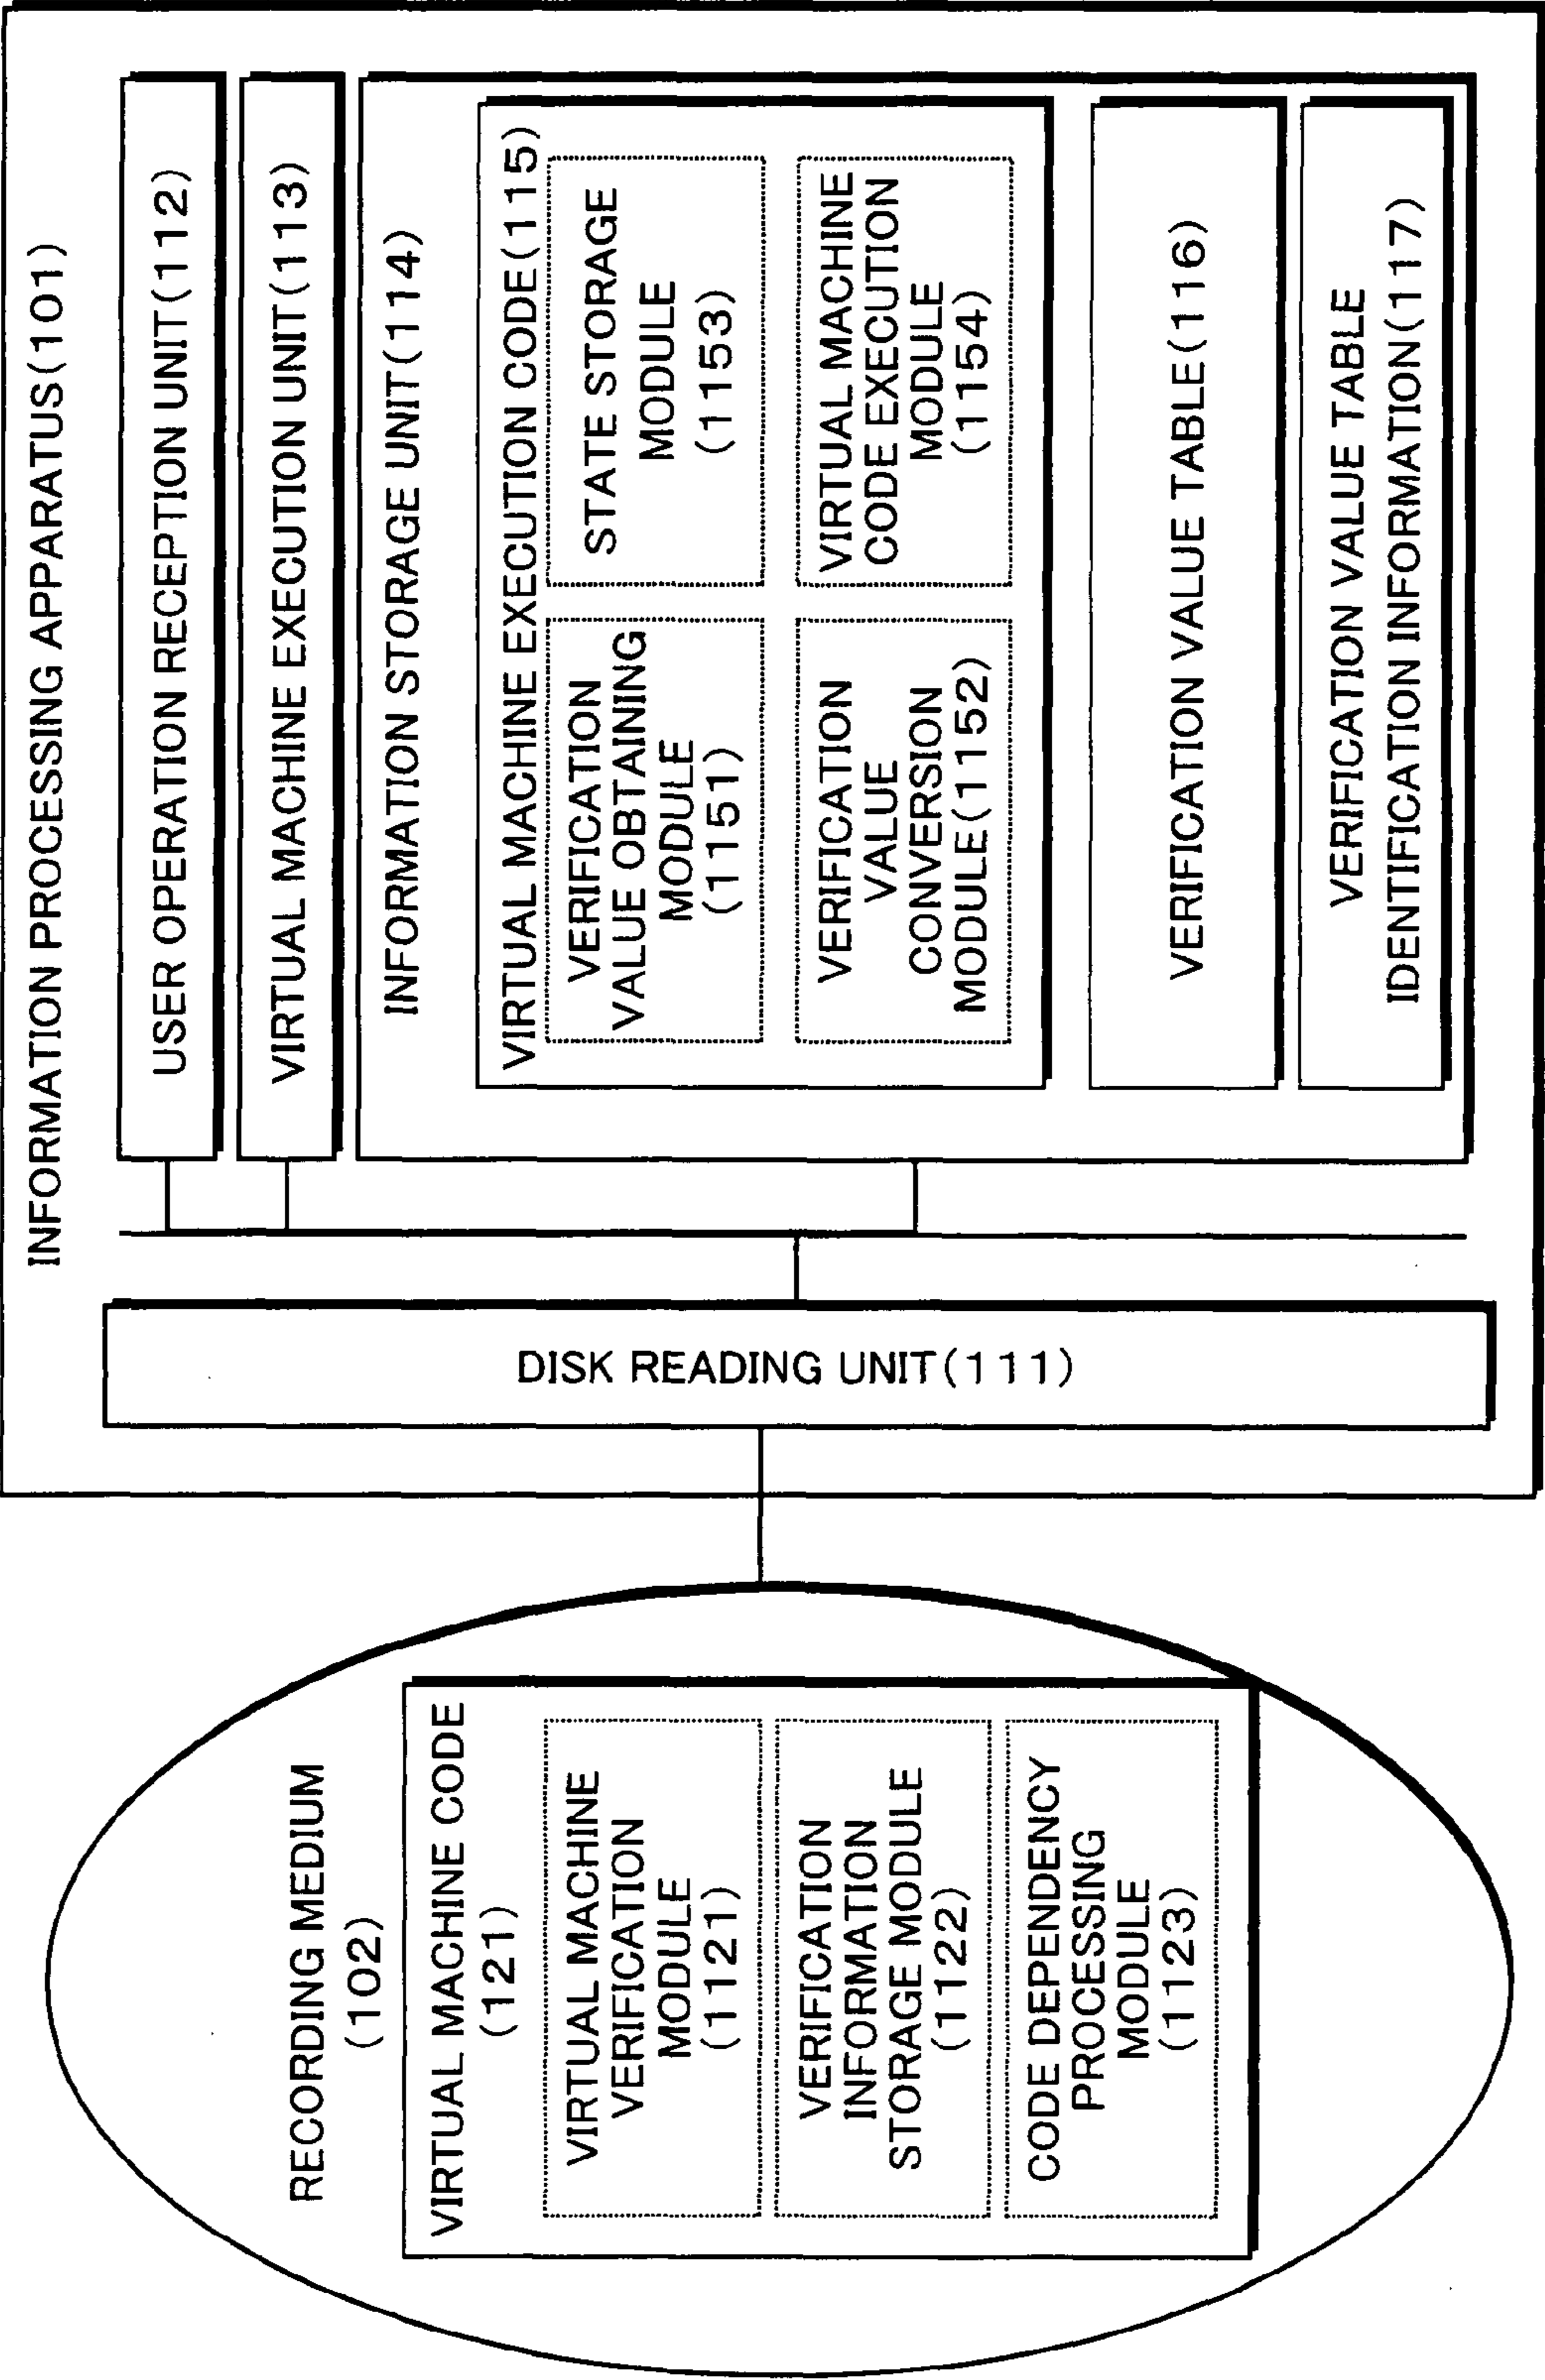 RECORDING MEDIUM
(102)
VIRTUAL MACHINE CODE
(121)
VIRTUAL MACHINE
VERIFICATION
MODULE
(1121)
VERIFICATION
INFORMATION
STORAGE MODULE
(1122)
CODE DEPENDENCY
PROCESSING
MODULE
(1123)
INFORMATION PROCESSING APPARATUS(101)
DISK READING UNIT(111)
USER OPERATION RECEPTION UNIT(112)
VIRTUAL MACHINE EXECUTION UNIT(113)
INFORMATION STORAGE UNIT(114)
VIRTUAL MACHINE EXECUTION CODE(115)
VERIFICATION
VALUE OBTAINING
MODULE
(1151)
STATE STORAGE
MODULE
(1153)
VERIFICATION
VALUE
CONVERSION
MODULE(1152)
VIRTUAL MACHINE
CODE EXECUTION
MODULE
(1154)
VERIFICATION VALUE TABLE(116)
VERIFICATION VALUE TABLE
IDENTIFICATION INFORMATION(117)